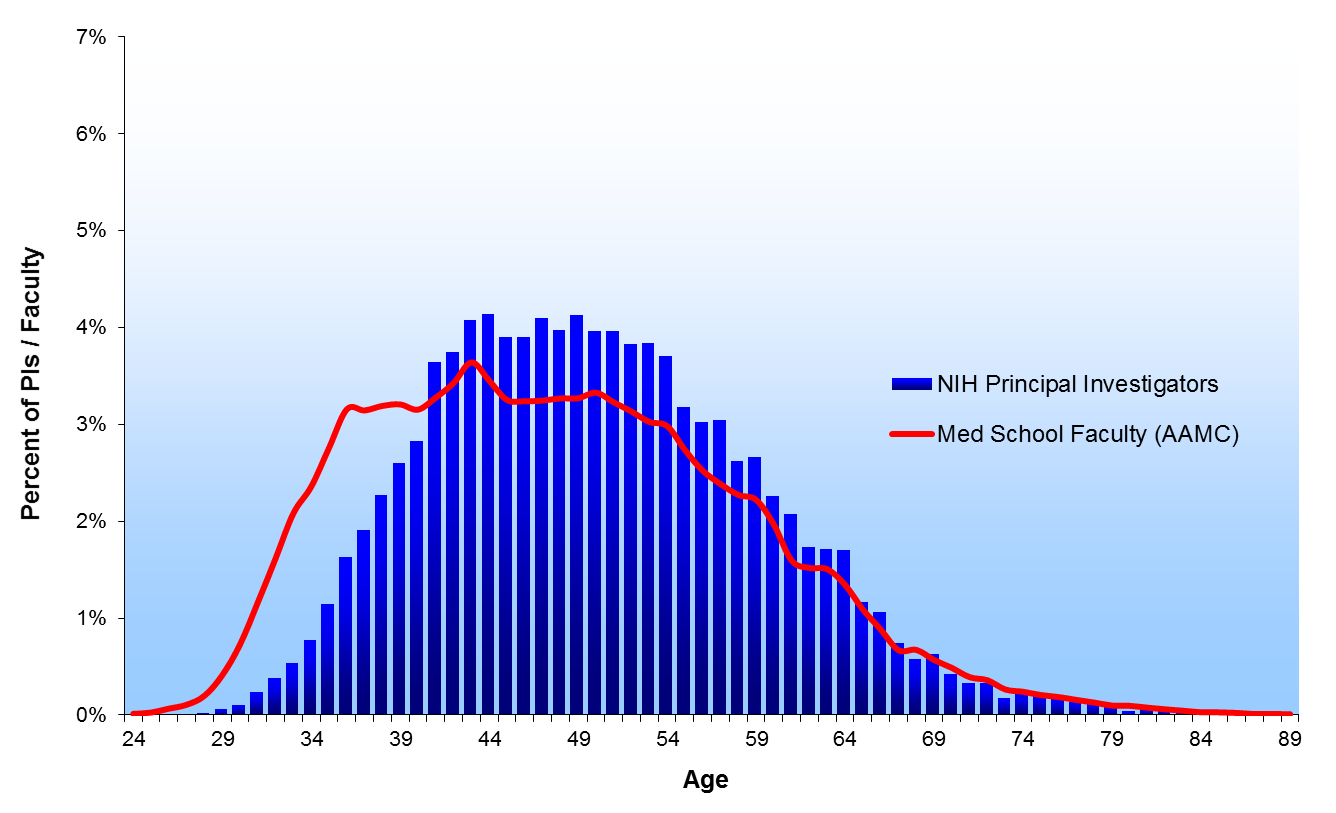 7%
6%
5%
4%
3%
2%
1%
0%
Percent of PIs / Faculty
NIH Principal Investigators
Med School Faculty (AAMC)
24 29 34 39 44 49 54 59 64 69 74 79 84 89
Age